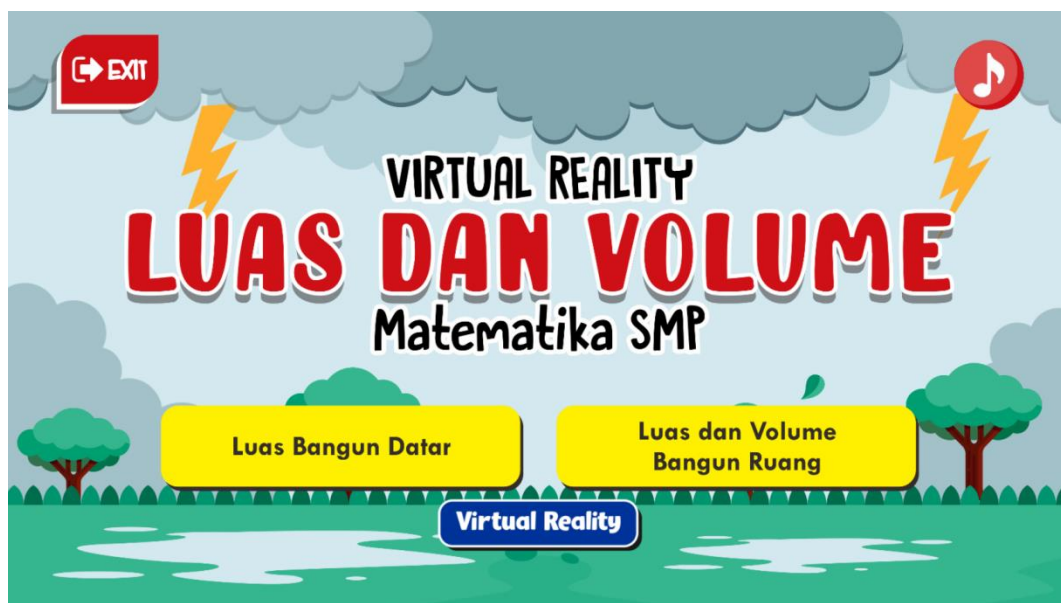 EXIT
VIRTUAL REALITY
LUAS DAN VOLUME
Matematika SMP
Luas Bangun Datar
Luas dan Volume
Bangun Ruang
Virtual Reality